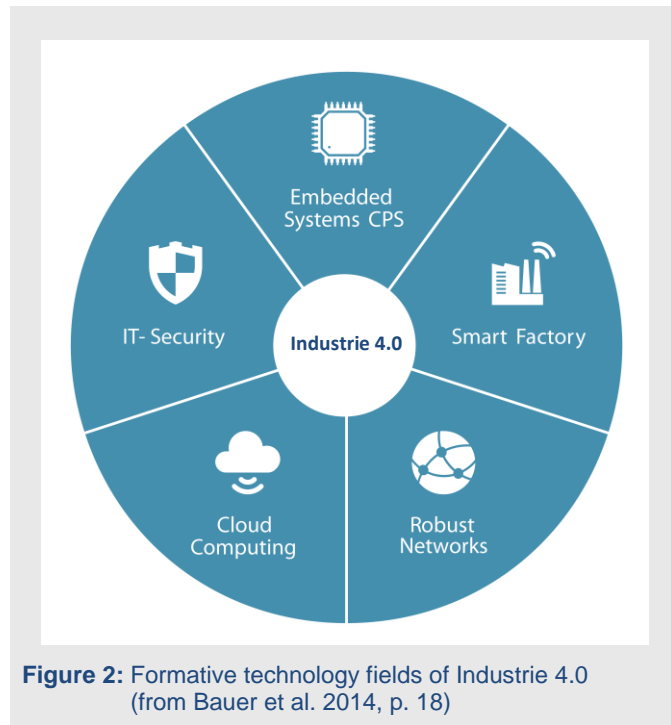 Embedded
Systems CPS
IT- Security
Industrie 4.0
Smart Factory
Cloud
Computing
Robust
Networks
Figure 2: Formative technology fields of Industrie 4.0
(from Bauer et al. 2014, p. 18)